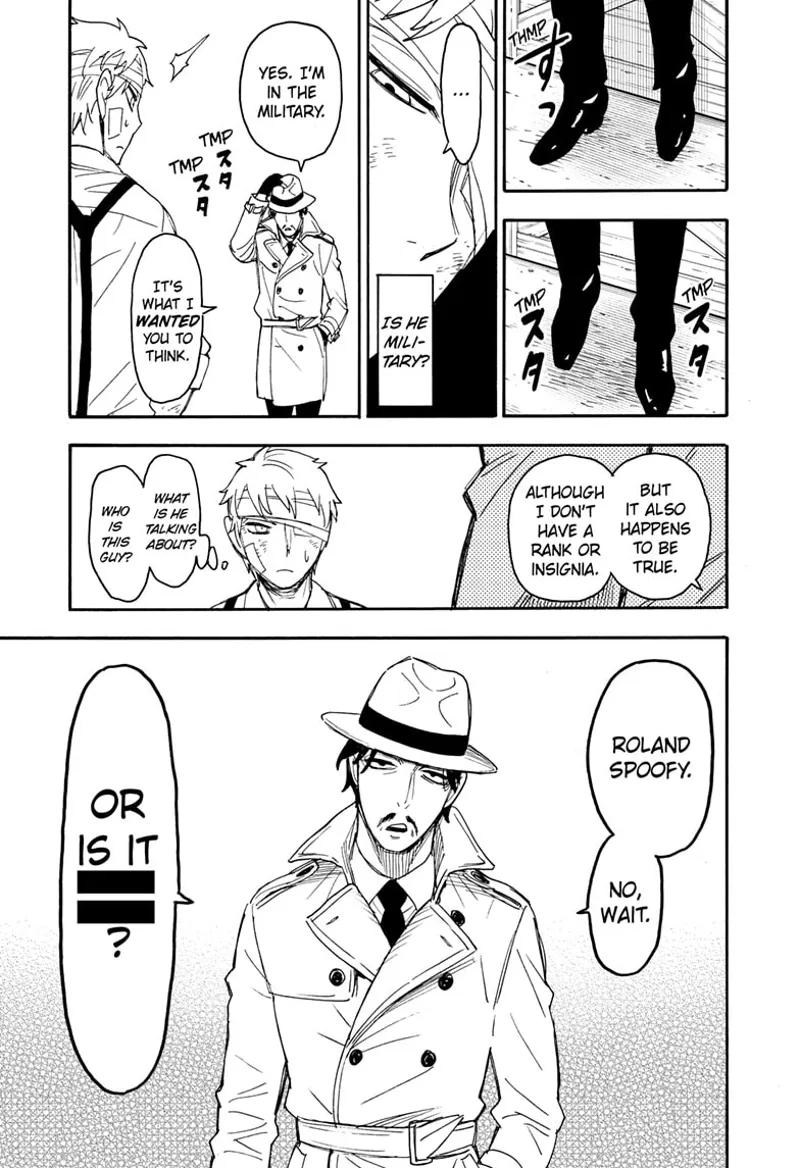 THMP
すっ
TMP
スタ
TMP
スタ
...
IS HE
MILI-
TARY?
YES. I'M
IN THE
MILITARY.
TMP
スタ
TMP
スタ
IT'S
WHAT I
WANTED
YOU TO
THINK.
BUT
IT ALSO
HAPPENS
TO BE
TRUE.
ALTHOUGH
I DON'T
HAVE A
RANK OR
INSIGNIA.
WHAT
IS HE
TALKING
ABOUT?
WHO
IS
THIS
GUY?
ROLAND
SPOOFY.
NO,
WAIT.
OR
IS IT
?